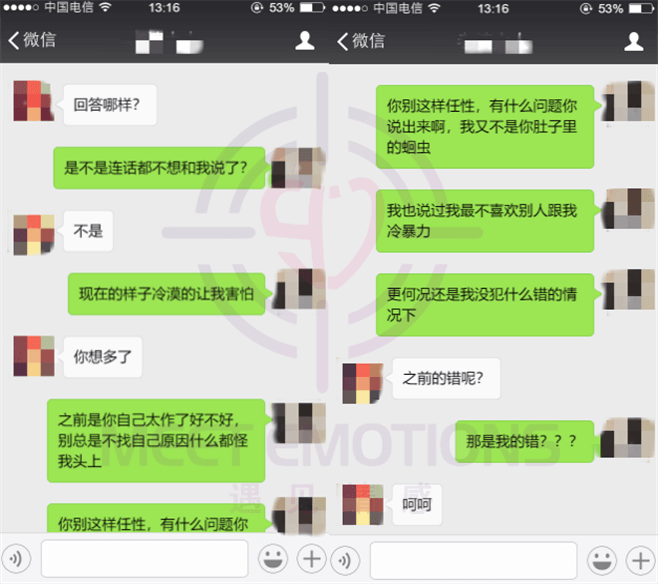 中国电信 13:16 53%
微信
回答哪样？
是不是连话都不想和我说了？
不是
现在的样子冷漠的让我害怕
你想多了
之前是你自己太作了好不好，
别总是不找自己原因什么都怪
我头上
你别这样任性，有什么问题你
中国电信 13:16 53%
微信
你别这样任性，有什么问题你
说出来啊，我又不是你肚子里
的蛔虫
我也说过我最不喜欢别人跟我
冷暴力
更何况还是我没犯什么错的情
况下
之前的错呢？
那是我的错？？？
呵呵
MEET EMOTIONS
遇见 感